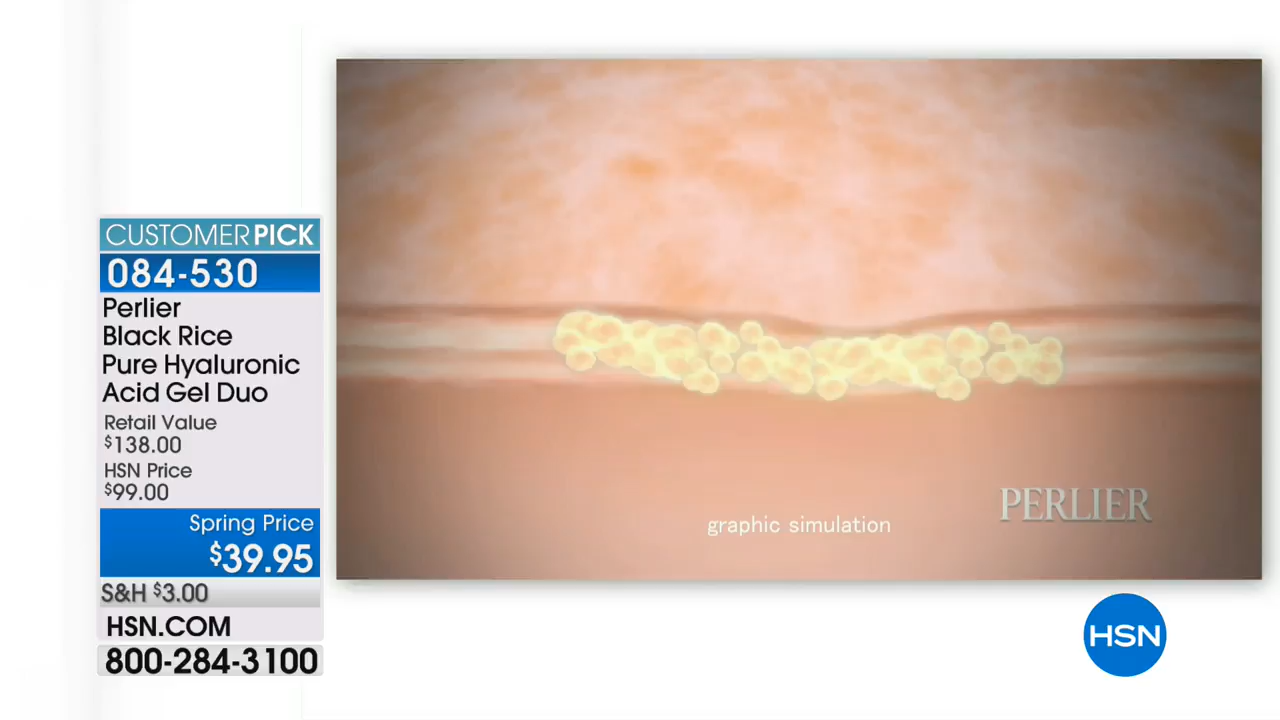 CUSTOMERPICK
084-530
Perlier
Black Rice
Pure Hyaluronic
Acid Gel Duo
Retail Value
$138.00
HSN Price
$99.00
Spring Price
$39.95
S&H $3.00
HSN.COM
800-284-3100
PERLIER
graphic simulation
HSN